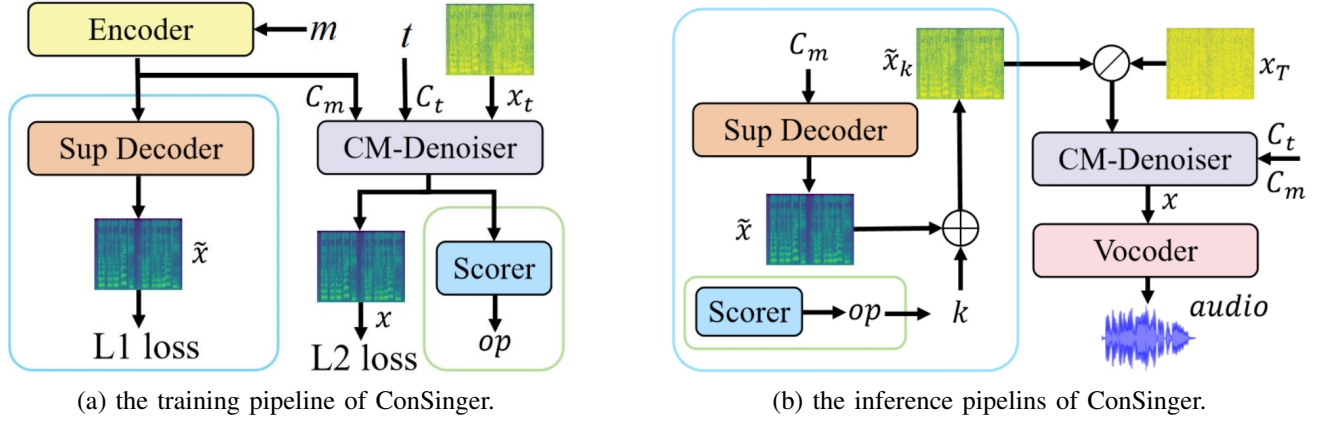 Encoder
m
t
C_m
C_t
x_t
Sup Decoder
CM-Denoiser
x̃
Scorer
x
L1 loss
L2 loss
op
(a) the training pipeline of ConSinger.
C_m
x̃_k
x_T
Sup Decoder
CM-Denoiser
C_t
C_m
x̃
x
Vocoder
Scorer
op
k
audio
(b) the inference pipelins of ConSinger.